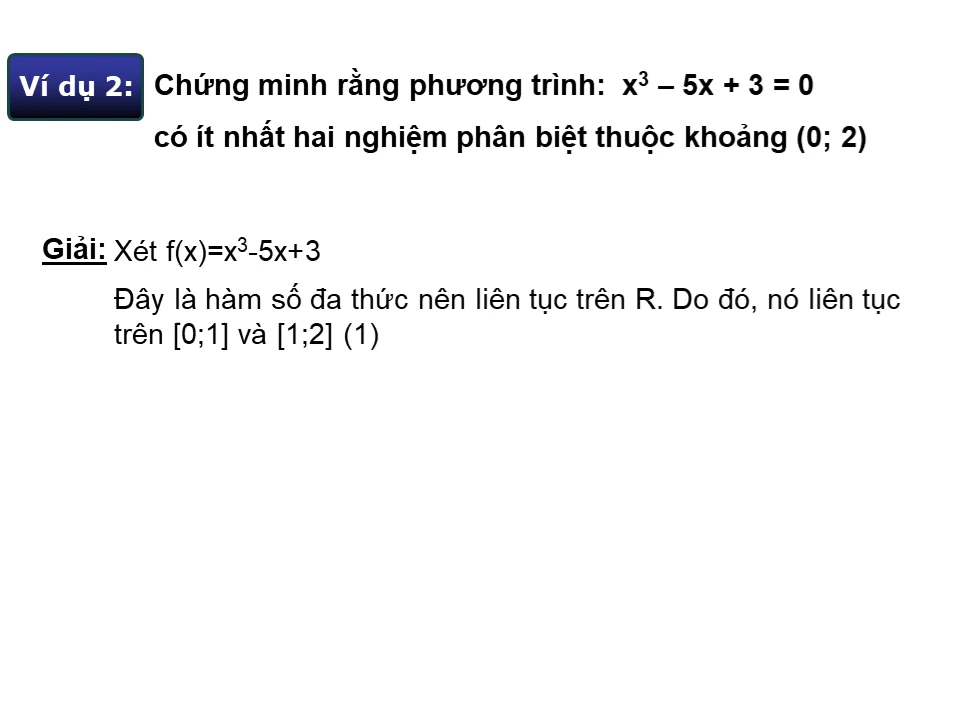 Ví dụ 2: Chứng minh rằng phương trình: x³ – 5x + 3 = 0
có ít nhất hai nghiệm phân biệt thuộc khoảng (0; 2)
Giải: Xét f(x)=x³-5x+3
Đây là hàm số đa thức nên liên tục trên R. Do đó, nó liên tục
trên [0;1] và [1;2] (1)